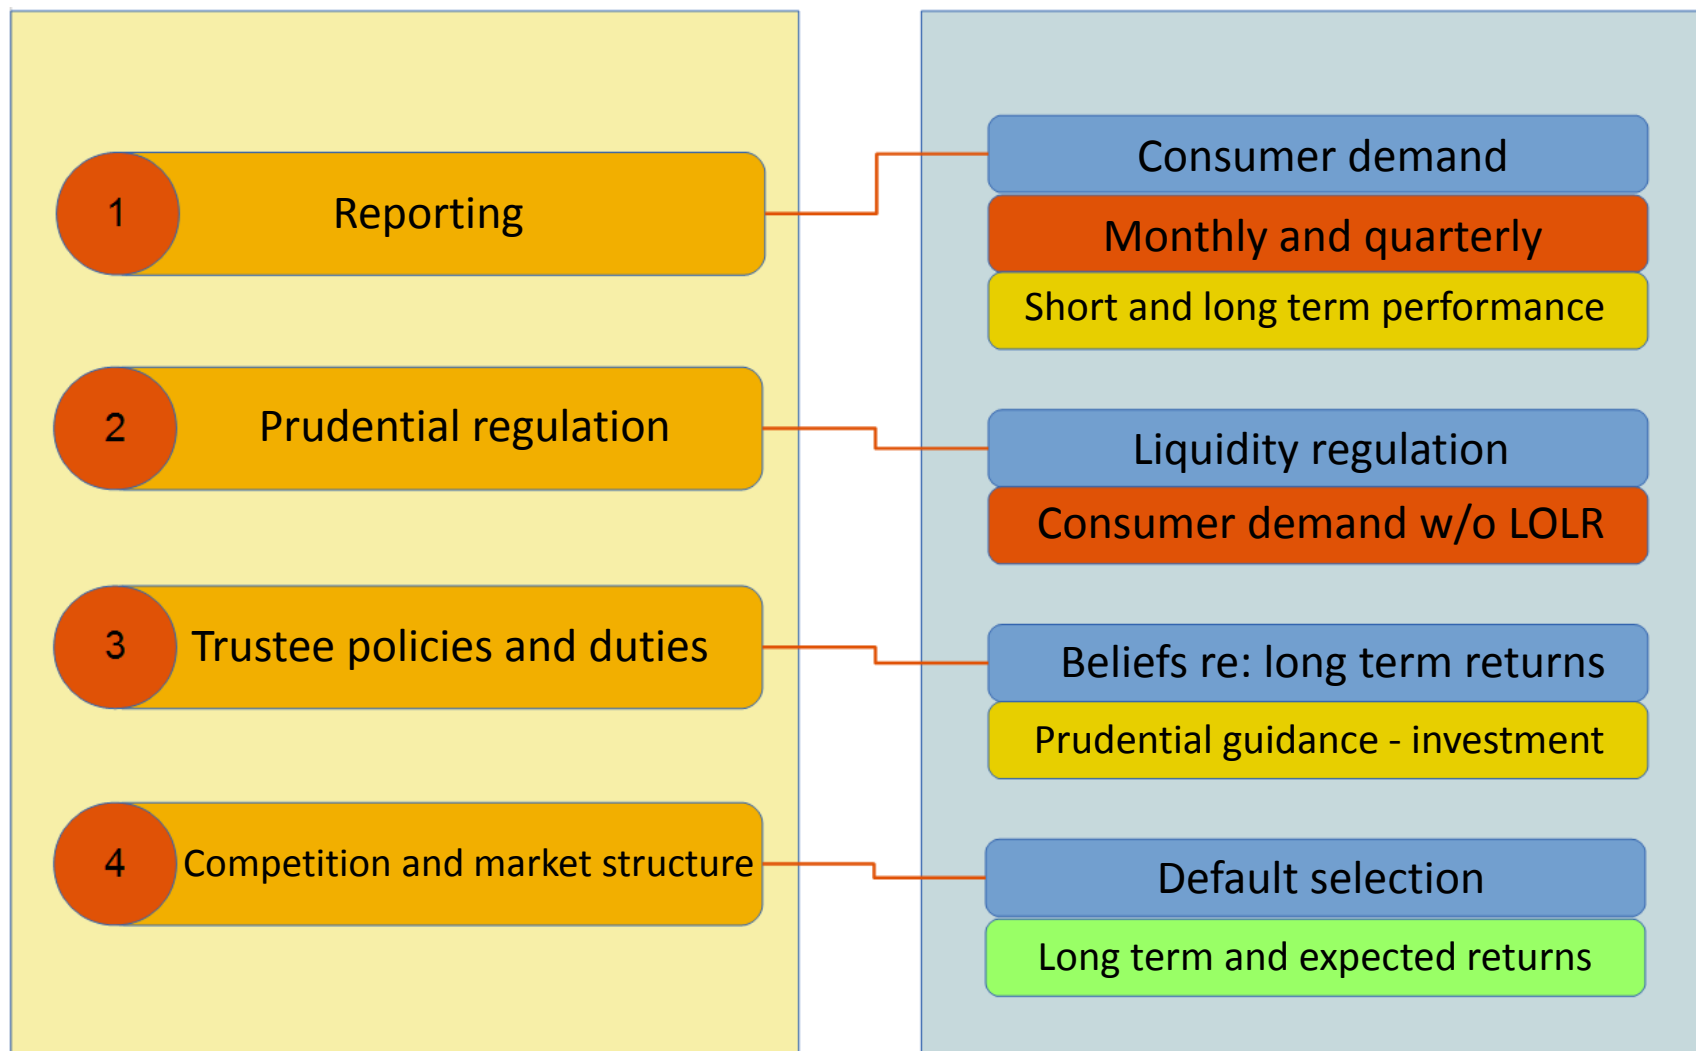 1
Reporting
Consumer demand
Monthly and quarterly
Short and long term performance
2
Prudential regulation
Liquidity regulation
Consumer demand w/o LOLR
3
Trustee policies and duties
Beliefs re: long term returns
Prudential guidance - investment
4
Competition and market structure
Default selection
Long term and expected returns